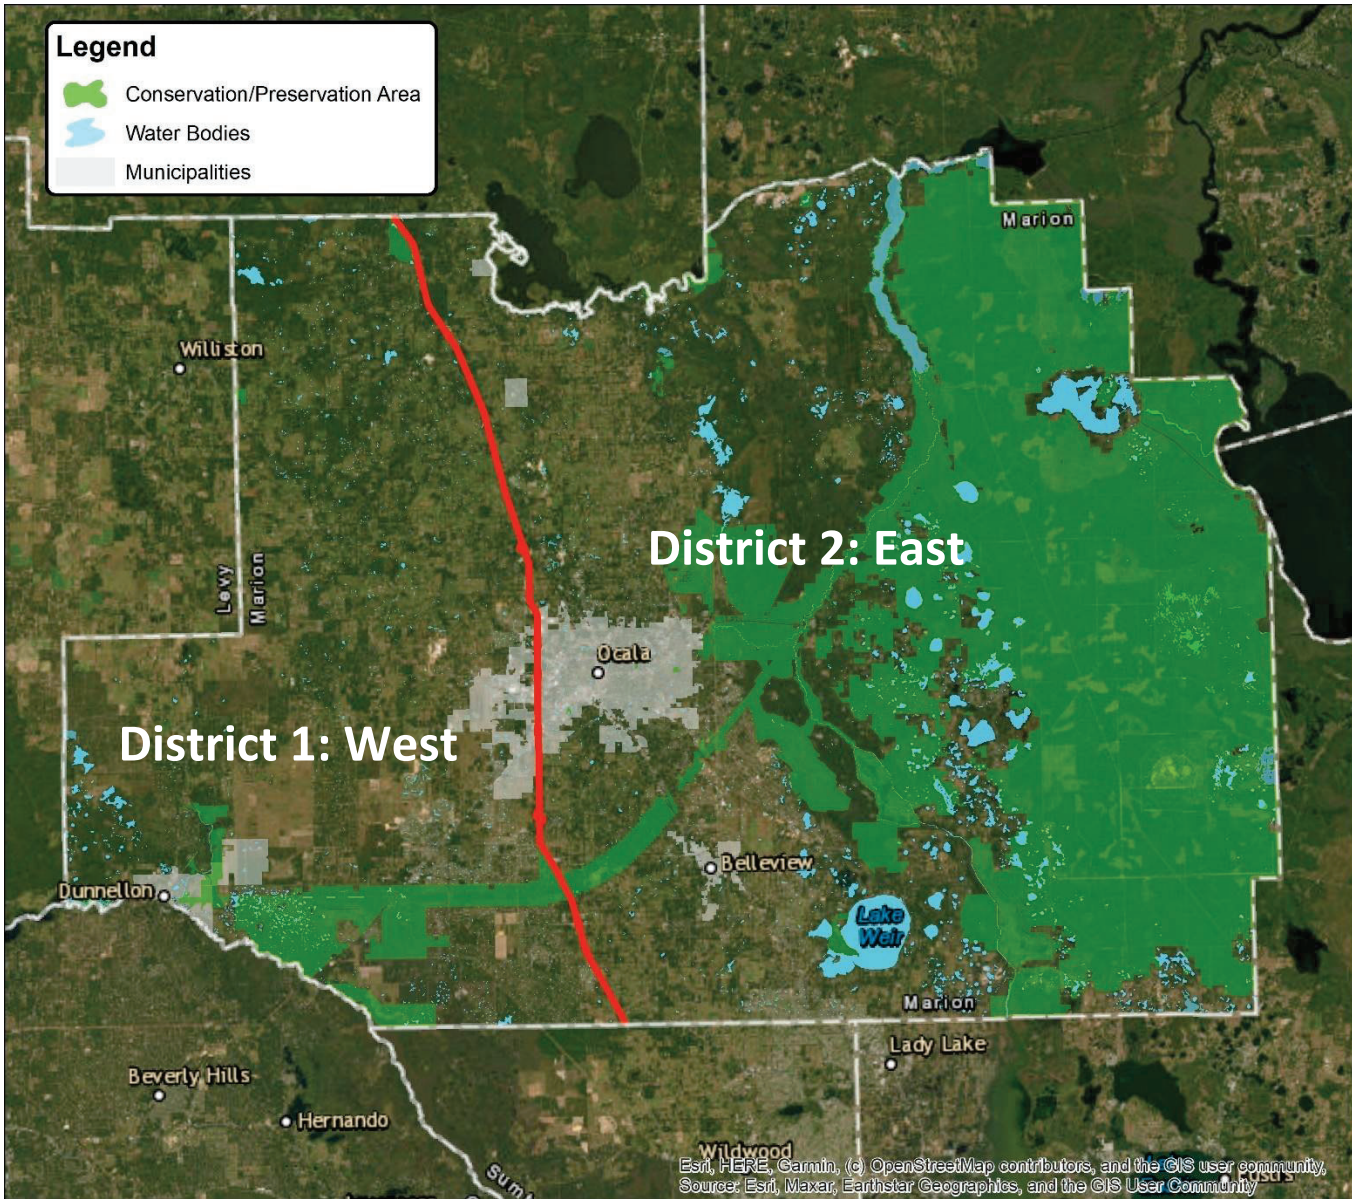 Legend
Conservation/Preservation Area
Water Bodies
Municipalities
Marion
Williston
District 2: East
Levy
Marion
Ocala
District 1: West
Belleview
Dunnellon
Lake
Weir
Marion
Lady Lake
Beverly Hills
Hernando
Wildwood
Esri, HERE, Garmin, (c) OpenStreetMap contributors, and the GIS user community,
Source: Esri, Maxar, Earthstar Geographics, and the GIS User Community